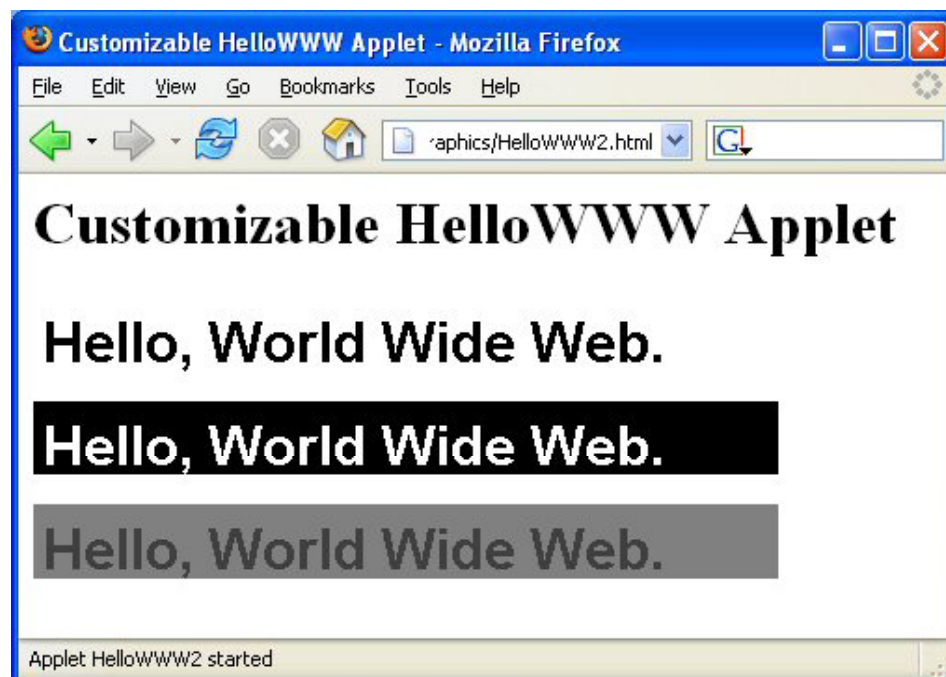 Customizable HelloWWW Applet - Mozilla Firefox
File Edit View Go Bookmarks Tools Help
raphics/HelloWWW2.html G
Customizable HelloWWW Applet
Hello, World Wide Web.
Hello, World Wide Web.
Hello, World Wide Web.
Applet HelloWWW2 started